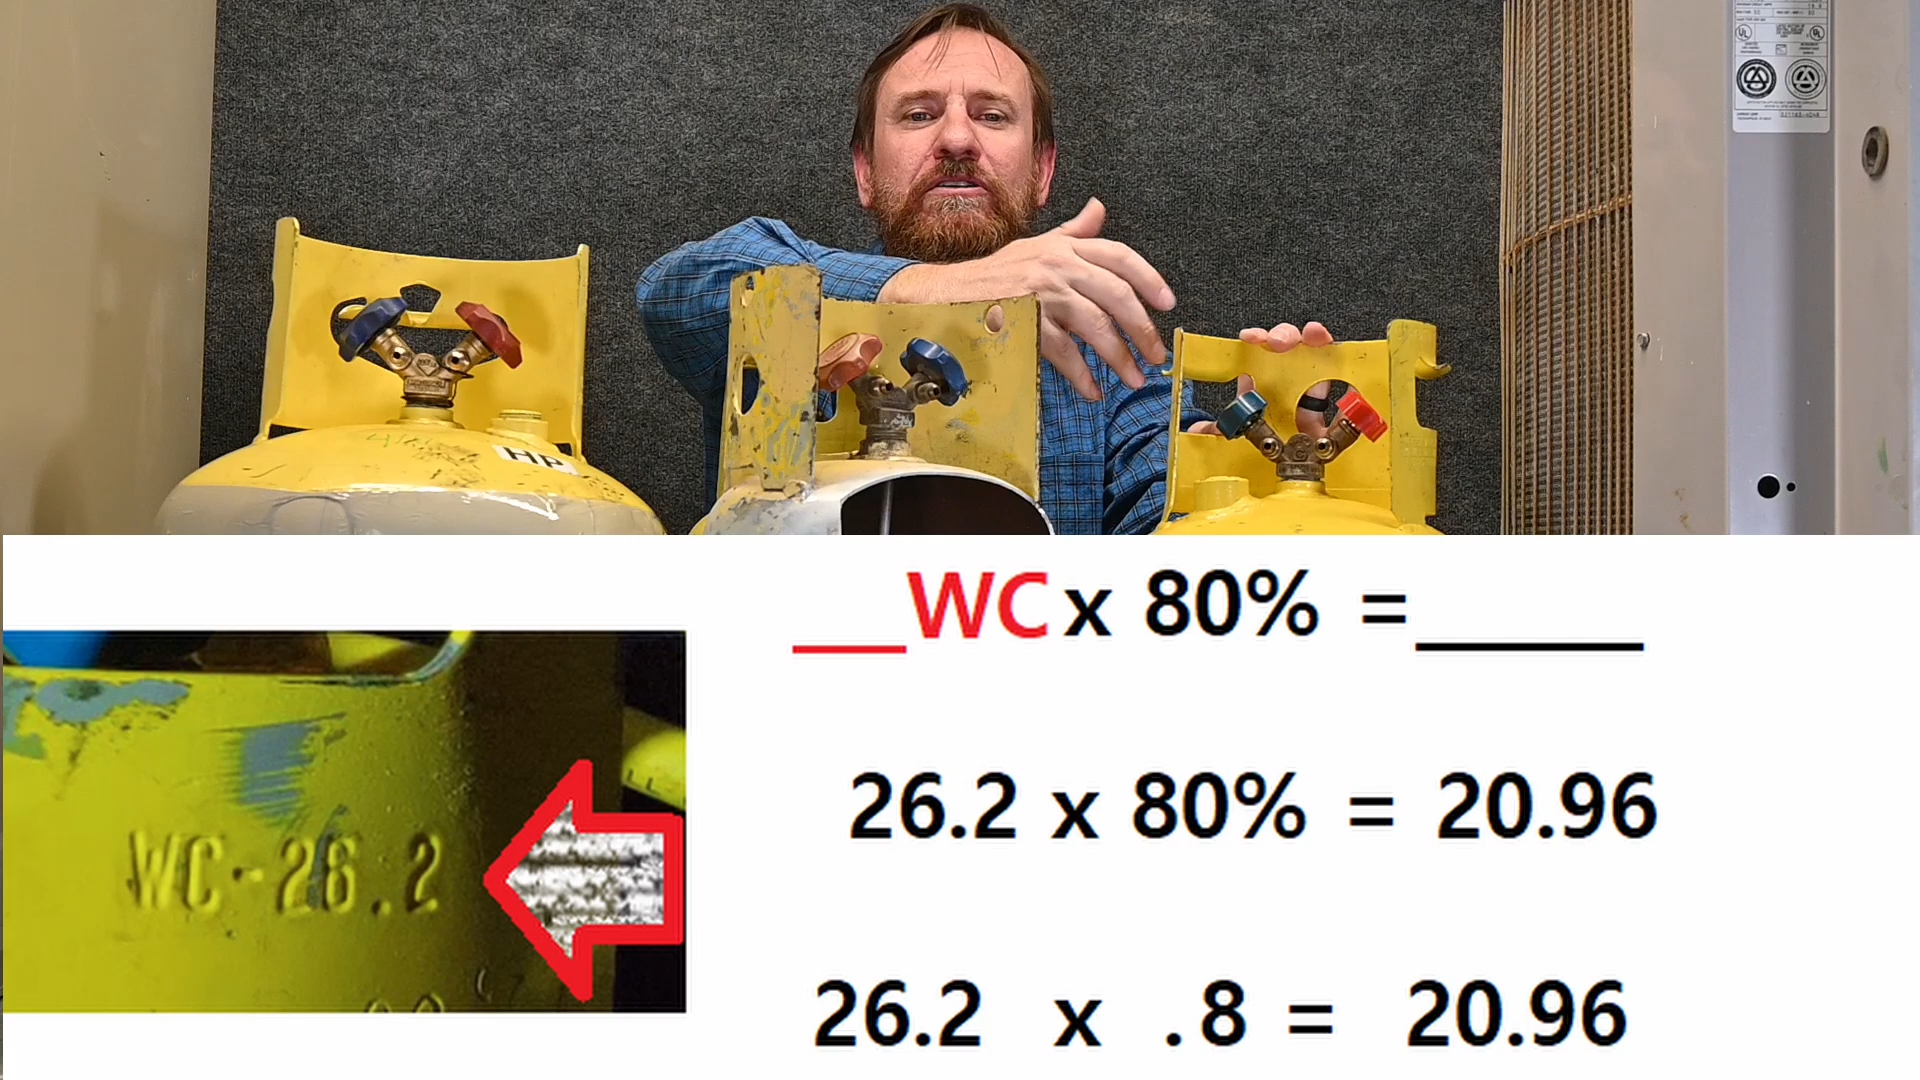 HP
__WC x 80% =_____
WC-26.2
26.2 x 80% = 20.96
26.2 x .8 = 20.96